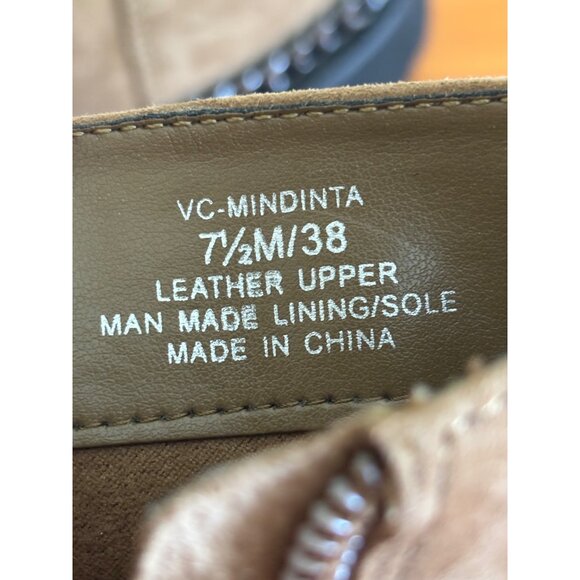 VC-MINDINTA
7½M/38
LEATHER UPPER
MAN MADE LINING/SOLE
MADE IN CHINA